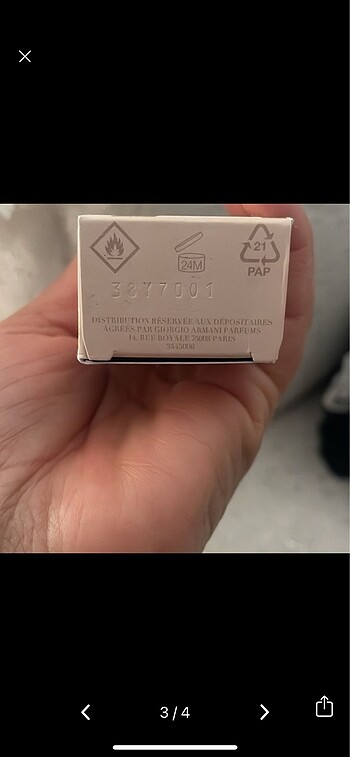 24M
21
PAP
38Y7001
DISTRIBUTION RÉSERVÉE AUX DÉPOSITAIRES
AGRÉÉS PAR GIORGIO ARMANI PARFUMS
14, RUE ROYALE 75008 PARIS
3/4